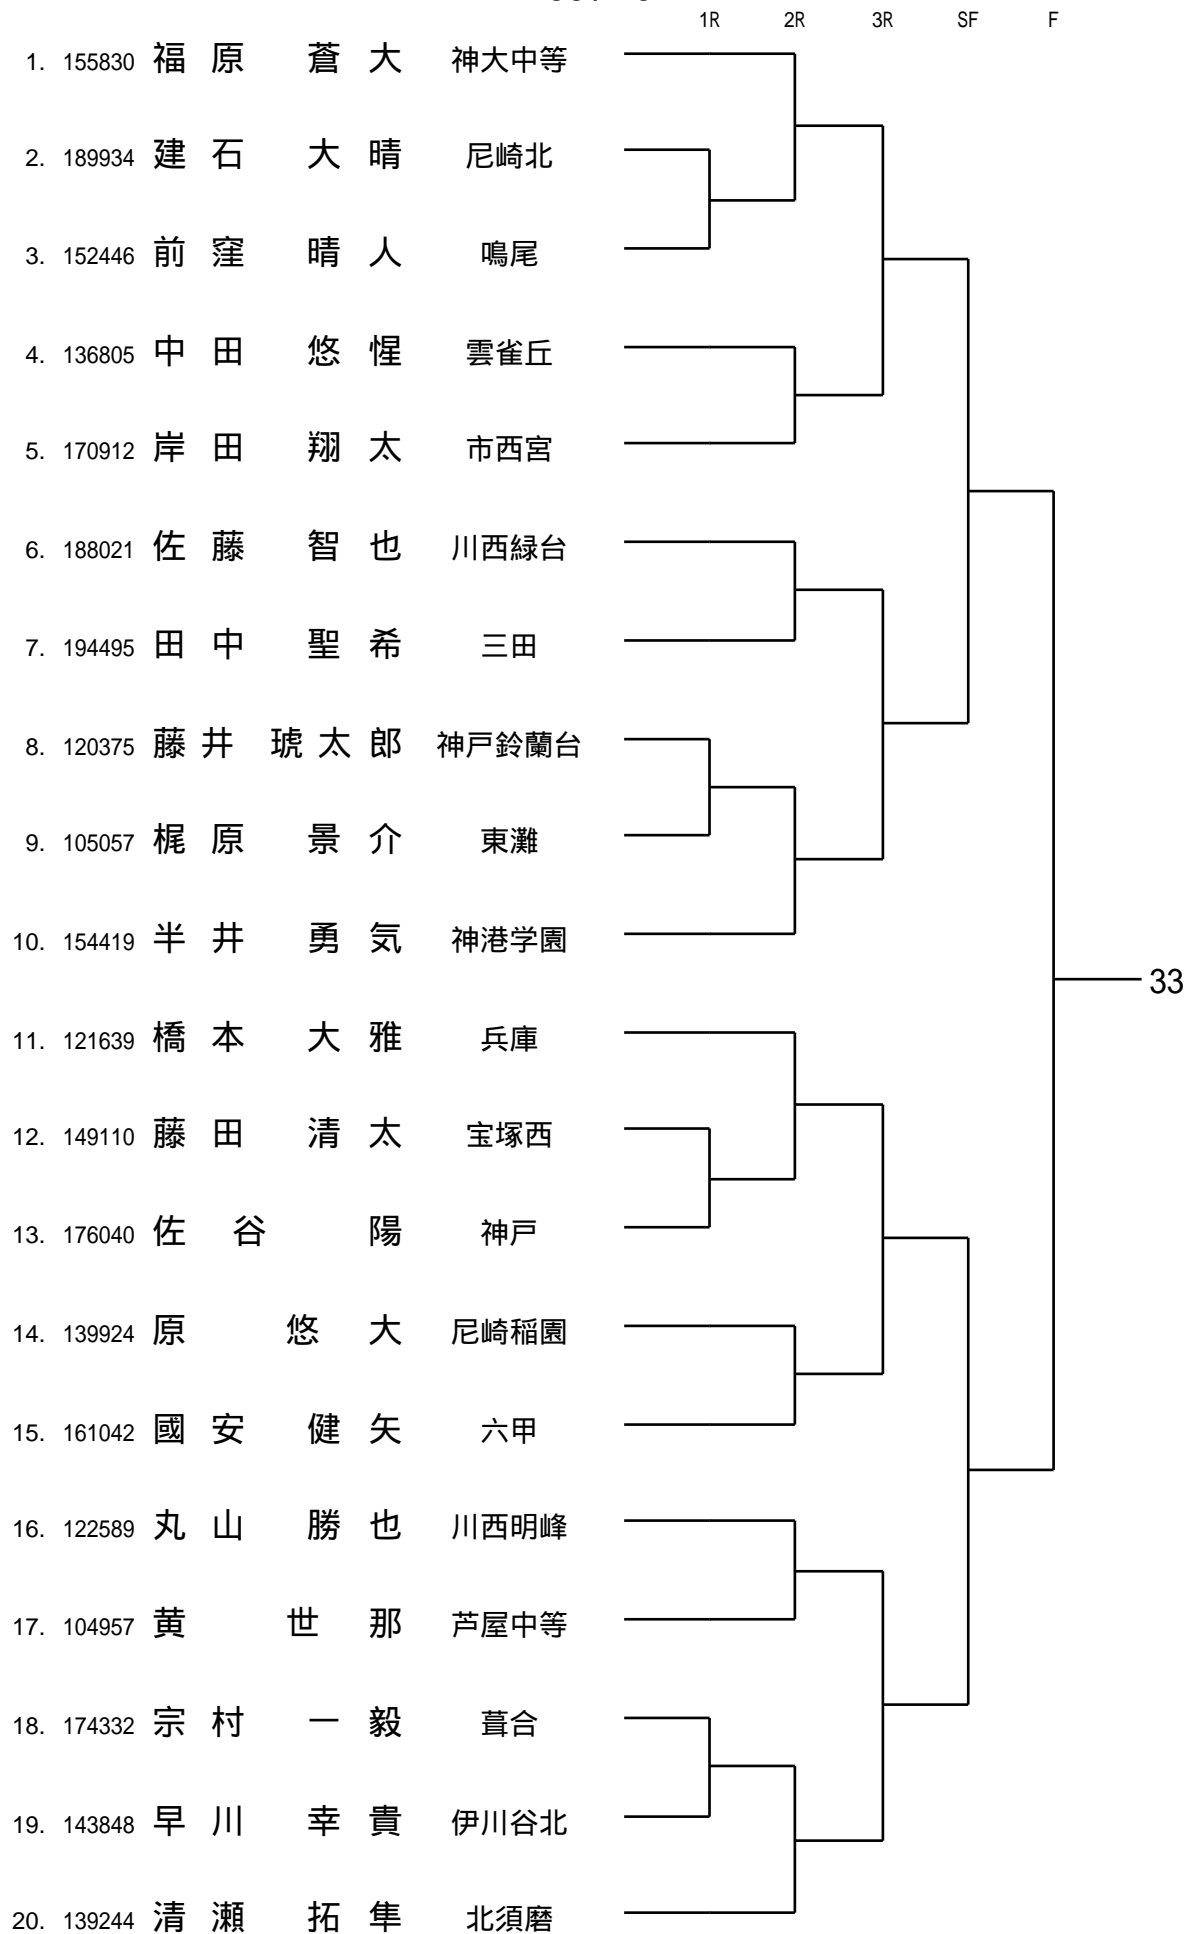 1R 2R 3R SF F
1. 155830 福原 蒼大 神大中等
2. 189934 建石 大晴 尼崎北
3. 152446 前窪 晴人 鳴尾
4. 136805 中田 悠惺 雲雀丘
5. 170912 岸田 翔太 市西宮
6. 188021 佐藤 智也 川西緑台
7. 194495 田中 聖希 三田
8. 120375 藤井 琥太郎 神戸鈴蘭台
9. 105057 梶原 景介 東灘
10. 154419 半井 勇気 神港学園
33
11. 121639 橋本 大雅 兵庫
12. 149110 藤田 清太 宝塚西
13. 176040 佐谷 陽 神戸
14. 139924 原 悠大 尼崎稲園
15. 161042 國安 健矢 六甲
16. 122589 丸山 勝也 川西明峰
17. 104957 黄 世那 芦屋中等
18. 174332 宗村 一毅 葺合
19. 143848 早川 幸貴 伊川谷北
20. 139244 清瀬 拓隼 北須磨